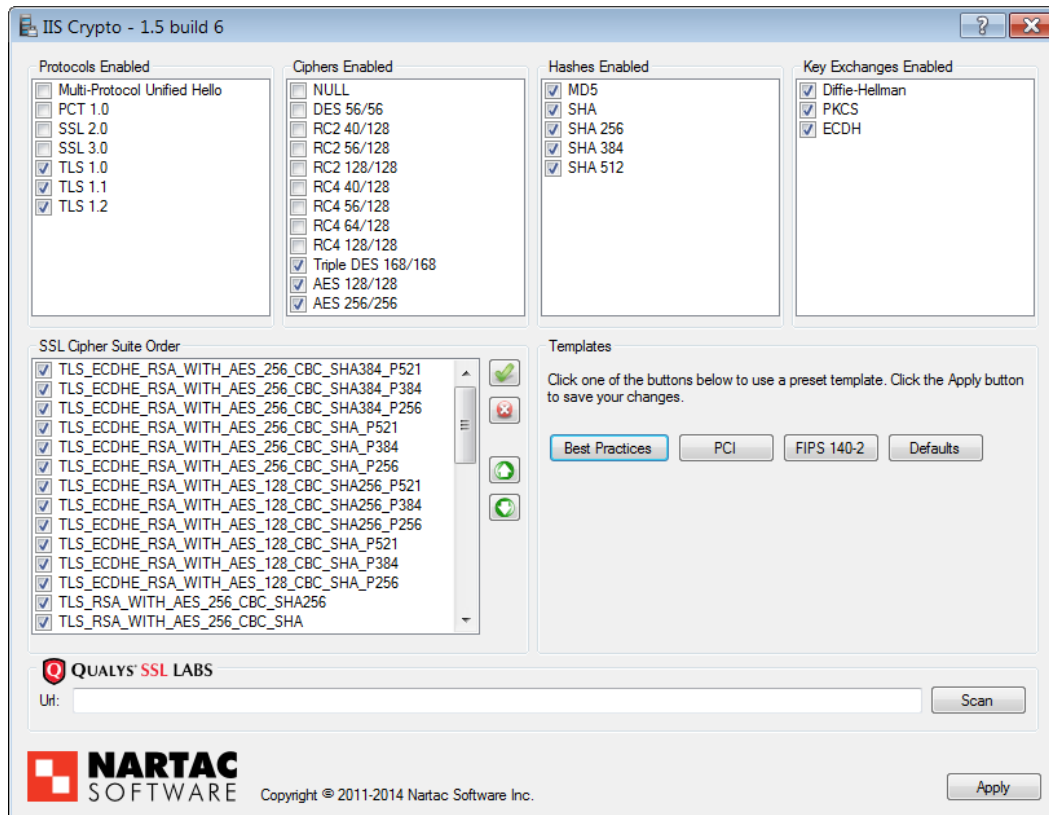 IIS Crypto - 1.5 build 6
Protocols Enabled
Multi-Protocol Unified Hello
PCT 1.0
SSL 2.0
SSL 3.0
TLS 1.0
TLS 1.1
TLS 1.2
Ciphers Enabled
NULL
DES 56/56
RC2 40/128
RC2 56/128
RC2 128/128
RC4 40/128
RC4 56/128
RC4 64/128
RC4 128/128
Triple DES 168/168
AES 128/128
AES 256/256
Hashes Enabled
MD5
SHA
SHA 256
SHA 384
SHA 512
Key Exchanges Enabled
Diffie-Hellman
PKCS
ECDH
SSL Cipher Suite Order
TLS_ECDHE_RSA_WITH_AES_256_CBC_SHA384_P521
TLS_ECDHE_RSA_WITH_AES_256_CBC_SHA384_P384
TLS_ECDHE_RSA_WITH_AES_256_CBC_SHA384_P256
TLS_ECDHE_RSA_WITH_AES_256_CBC_SHA_P521
TLS_ECDHE_RSA_WITH_AES_256_CBC_SHA_P384
TLS_ECDHE_RSA_WITH_AES_256_CBC_SHA_P256
TLS_ECDHE_RSA_WITH_AES_128_CBC_SHA256_P521
TLS_ECDHE_RSA_WITH_AES_128_CBC_SHA256_P384
TLS_ECDHE_RSA_WITH_AES_128_CBC_SHA256_P256
TLS_ECDHE_RSA_WITH_AES_128_CBC_SHA_P521
TLS_ECDHE_RSA_WITH_AES_128_CBC_SHA_P384
TLS_ECDHE_RSA_WITH_AES_128_CBC_SHA_P256
TLS_RSA_WITH_AES_256_CBC_SHA256
TLS_RSA_WITH_AES_256_CBC_SHA
Templates
Click one of the buttons below to use a preset template. Click the Apply button
to save your changes.
Best Practices
PCI
FIPS 140-2
Defaults
QUALYS' SSL LABS
Url:
Scan
NARTAC
SOFTWARE
Copyright © 2011-2014 Nartac Software Inc.
Apply